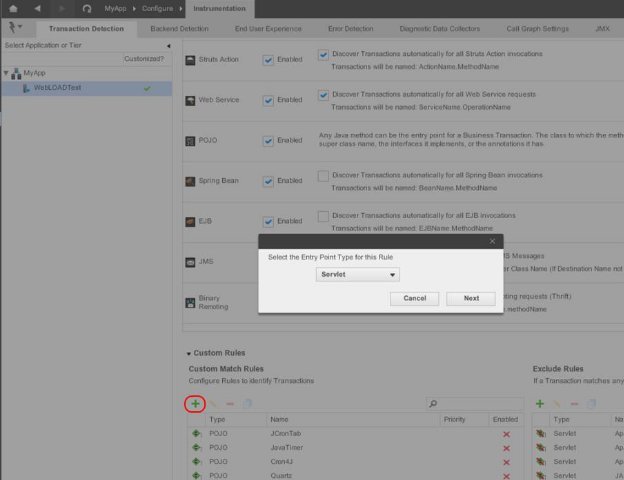 MyApp Configure Instrumentation
Transaction Detection Backend Detection End User Experience Error Detection Diagnostic Data Collectors Call Graph Settings JMX
Select Application or Tier
Customized?
MyApp
WebLOADTest
Struts Action Enabled Discover Transactions automatically for all Struts Action invocations
Transactions will be named: ActionName.MethodName
Web Service Enabled Discover Transactions automatically for all Web Service requests
Transactions will be named: ServiceName.OperationName
POJO Enabled Any Java method can be the entry point for a Business Transaction. The class to which the meth
super class name, the interfaces it implements, or the annotations it has.
Spring Bean Enabled Discover Transactions automatically for all Spring Bean invocations
Transactions will be named: BeanName.MethodName
EJB Enabled Discover Transactions automatically for all EJB invocations
Transactions will be named: EJBName.MethodName
Select the Entry Point Type for this Rule
Servlet
Cancel Next
JMS
MS Messages
er Class Name (If Destination Name not
Binary
Remoting
ting requests (Thrift)
e.methodName
Custom Rules
Custom Match Rules
Configure Rules to identify Transactions
Exclude Rules
If a Transaction matches any
Type Name Priority Enabled
POJO JCronTab
POJO JavaTimer
POJO Cron4J
POJO Quartz
Type Na
Servlet Ap
Servlet Ap
Servlet Ap
Servlet JA